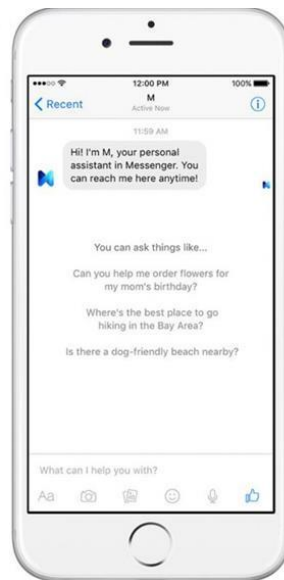 12:00 PM
100%
Recent
M
Active Now
11:59 AM
Hi! I'm M, your personal
assistant in Messenger. You
can reach me here anytime!
You can ask things like...
Can you help me order flowers for
my mom's birthday?
Where's the best place to go
hiking in the Bay Area?
Is there a dog-friendly beach nearby?
What can I help you with?
Aa